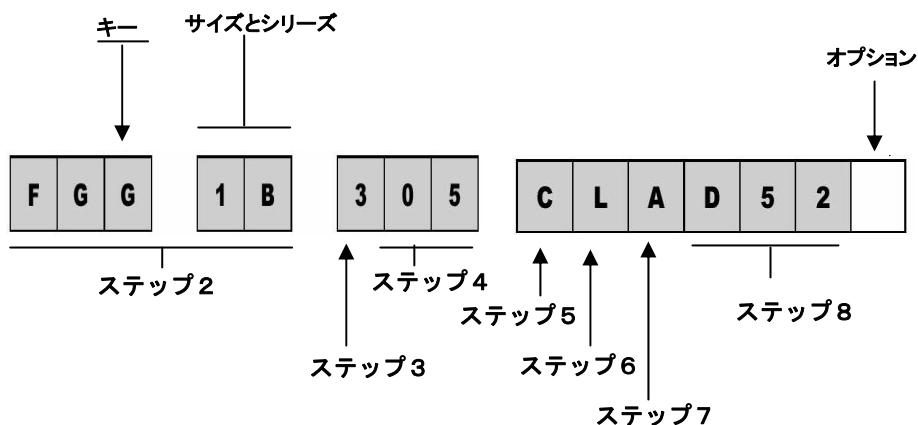 キー
サイズとシリーズ
オプション
F G G 1 B 3 0 5 C L A D 5 2
ステップ2 ステップ4
ステップ5 ステップ8
ステップ3 ステップ6
ステップ7